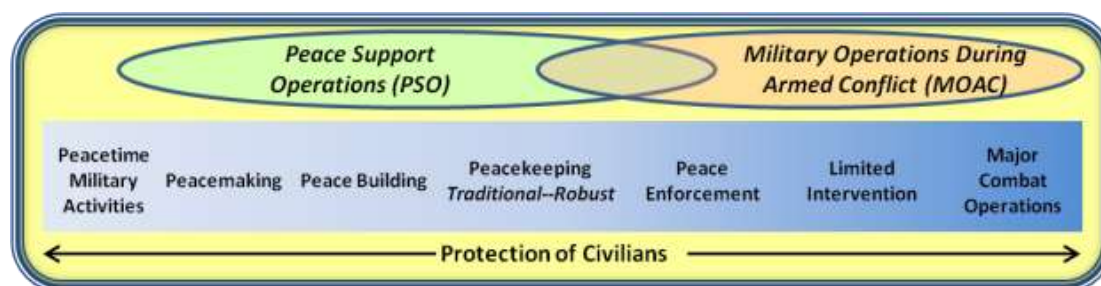 Peace Support
Operations (PSO)
Military Operations During
Armed Conflict (MOAC)
Peacetime
Military
Activities
Peacemaking
Peace Building
Peacekeeping
Traditional--Robust
Peace
Enforcement
Limited
Intervention
Major
Combat
Operations
Protection of Civilians